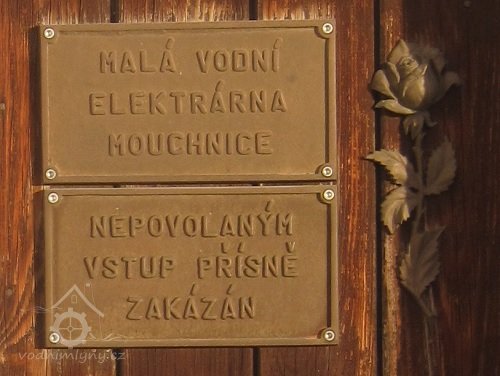 MALÁ VODNÍ
ELEKTRÁRNA
MOUCHNICE
NEPOVOLANÝM
VSTUP PŘÍSNĚ
ZAKÁZÁN
vodnimlyny.cz